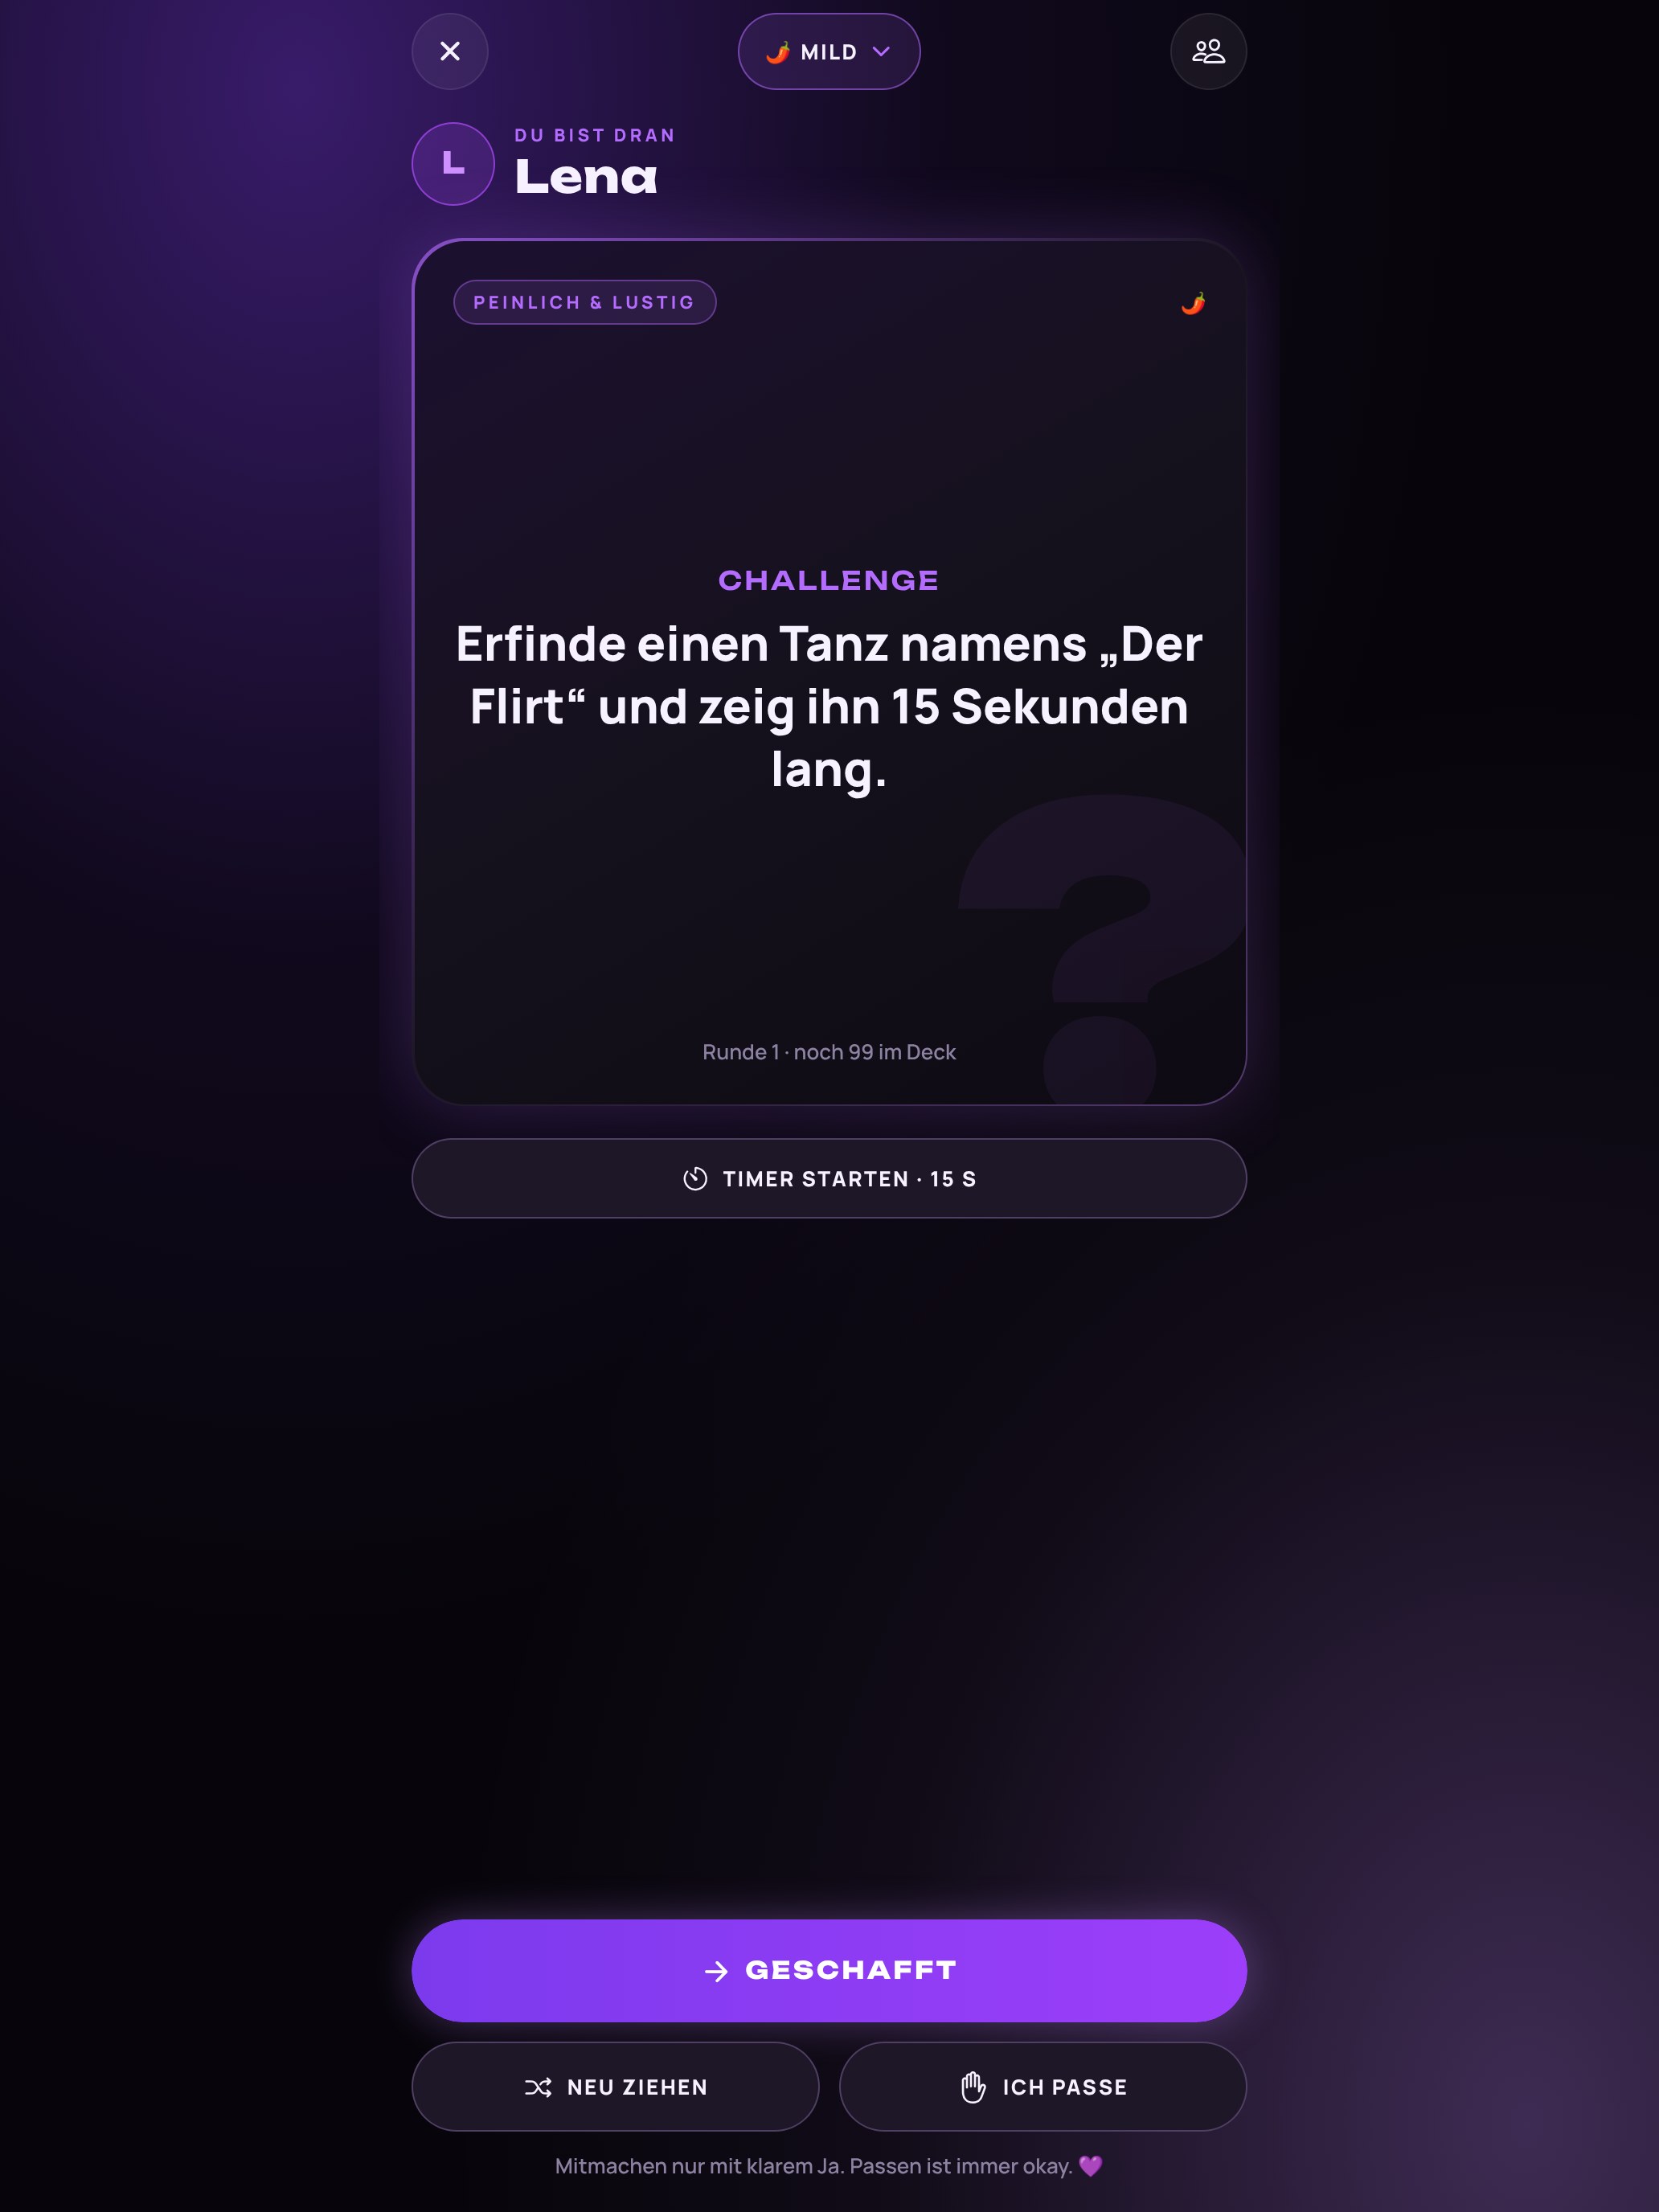 🌶️ MILD
L
DU BIST DRAN
Lena
PEINLICH & LUSTIG
🌶️
CHALLENGE
Erfinde einen Tanz namens „Der
Flirt“ und zeig ihn 15 Sekunden
lang.
?
Runde 1 · noch 99 im Deck
TIMER STARTEN · 15 S
→ GESCHAFFT
NEU ZIEHEN
ICH PASSE
Mitmachen nur mit klarem Ja. Passen ist immer okay. 💜